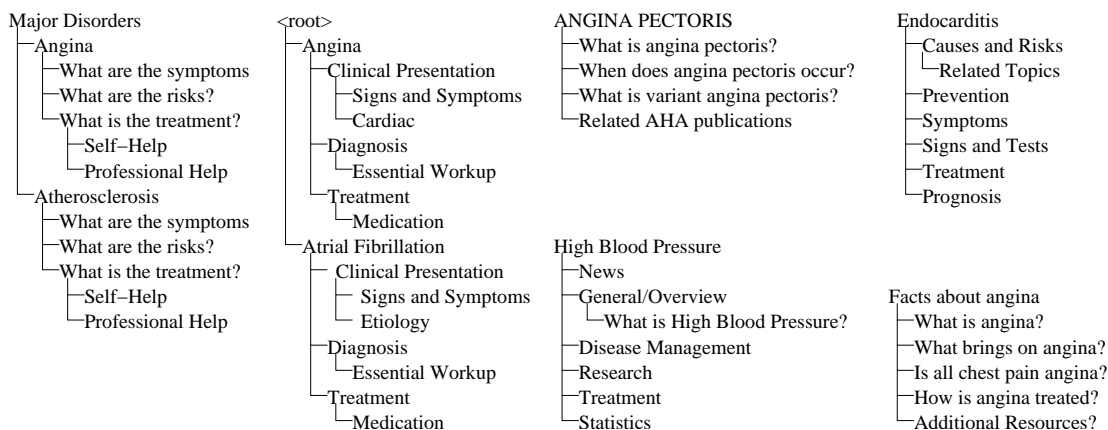 Major Disorders
Angina
What are the symptoms
What are the risks?
What is the treatment?
Self−Help
Professional Help
Atherosclerosis
What are the symptoms
What are the risks?
What is the treatment?
Self−Help
Professional Help
<root>
Angina
Clinical Presentation
Signs and Symptoms
Cardiac
Diagnosis
Essential Workup
Treatment
Medication
Atrial Fibrillation
Clinical Presentation
Signs and Symptoms
Etiology
Diagnosis
Essential Workup
Treatment
Medication
ANGINA PECTORIS
What is angina pectoris?
When does angina pectoris occur?
What is variant angina pectoris?
Related AHA publications
High Blood Pressure
News
General/Overview
What is High Blood Pressure?
Disease Management
Research
Treatment
Statistics
Endocarditis
Causes and Risks
Related Topics
Prevention
Symptoms
Signs and Tests
Treatment
Prognosis
Facts about angina
What is angina?
What brings on angina?
Is all chest pain angina?
How is angina treated?
Additional Resources?